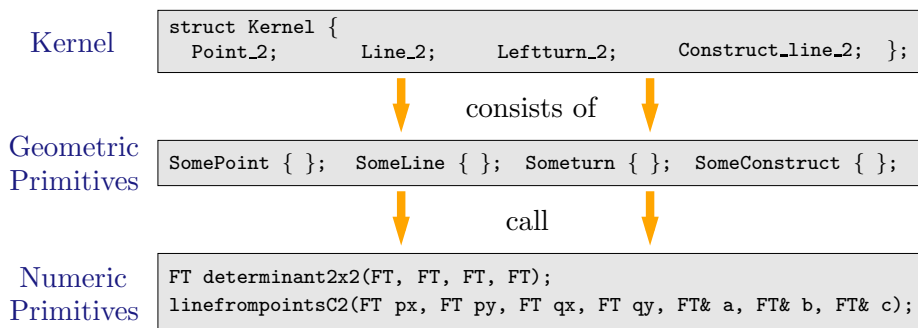 Kernel
struct Kernel {
Point_2; Line_2; Leftturn_2; Construct_line_2; };
consists of
Geometric
Primitives
SomePoint { }; SomeLine { }; Someturn { }; SomeConstruct { };
call
Numeric
Primitives
FT determinant2x2(FT, FT, FT, FT);
linefrompointsC2(FT px, FT py, FT qx, FT qy, FT& a, FT& b, FT& c);